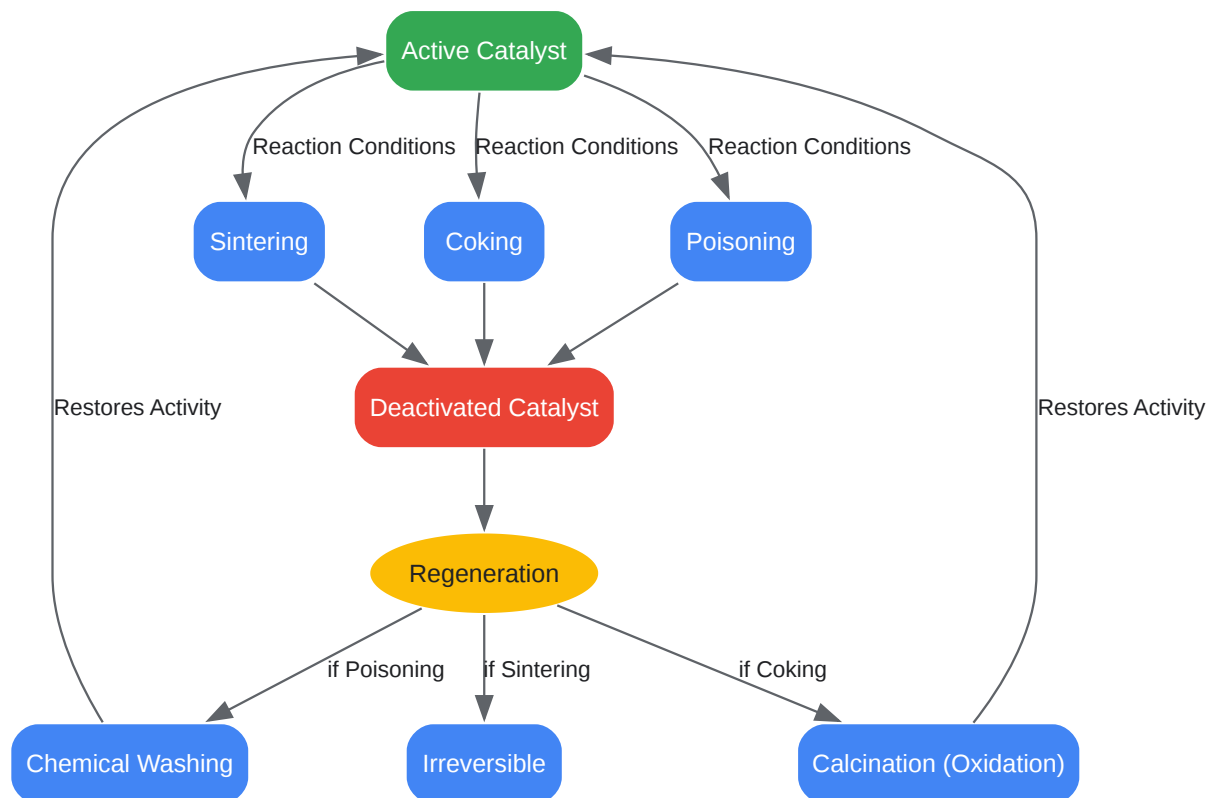 Active Catalyst
Reaction Conditions
Reaction Conditions
Reaction Conditions
Sintering
Coking
Poisoning
Restores Activity
Deactivated Catalyst
Restores Activity
Regeneration
if Poisoning
if Sintering
if Coking
Chemical Washing
Irreversible
Calcination (Oxidation)